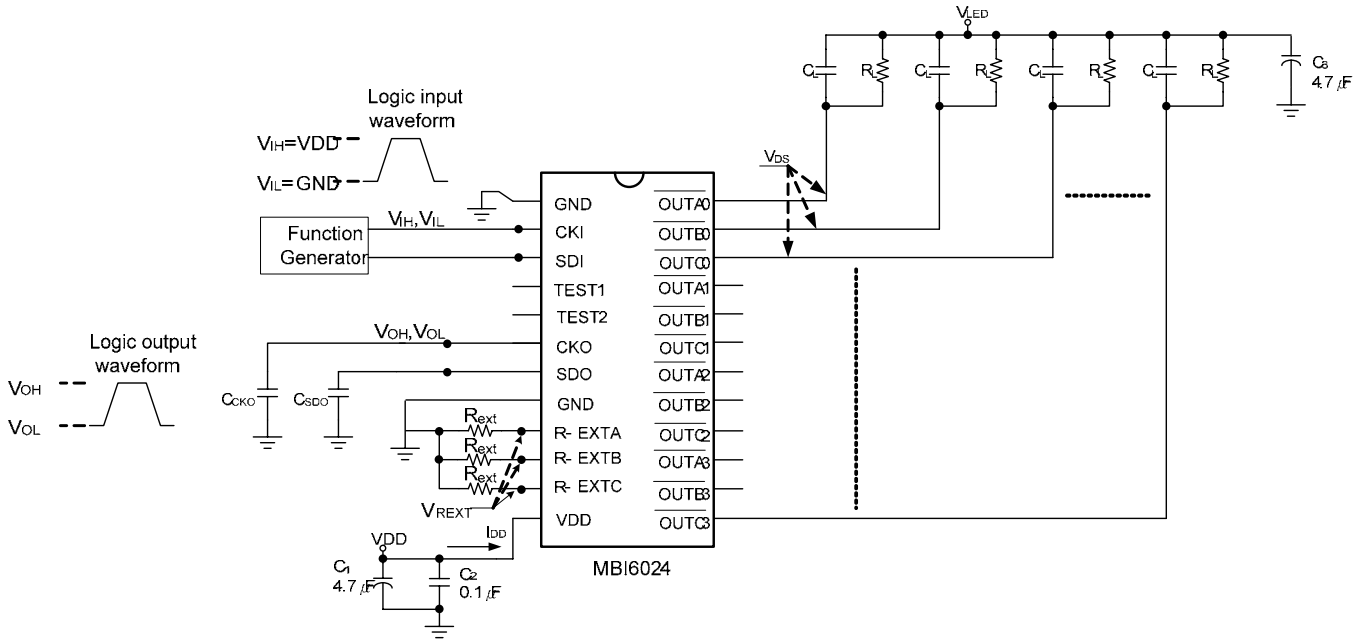 VLED
CL
RL
CL
RL
CL
RL
CL
RL
C3
4.7 μF
Logic input
waveform
VIH=VDD
VIL=GND
VDS
GND
OUTA0
VIH,VIL
CKI
OUTB0
Function
Generator
SDI
OUTC0
TEST1
OUTA1
TEST2
OUTB1
VOH,VOL
CKO
OUTC1
Logic output
waveform
SDO
OUTA2
VOH
CCKO
CSDO
GND
OUTB2
VOL
Rext
R- EXTA
OUTC2
Rext
R- EXTB
OUTA3
Rext
R- EXTC
OUTB3
VREXT
VDD
OUTC3
VDD
IDD
C1
4.7 μF
C2
0.1 μF
MBI6024